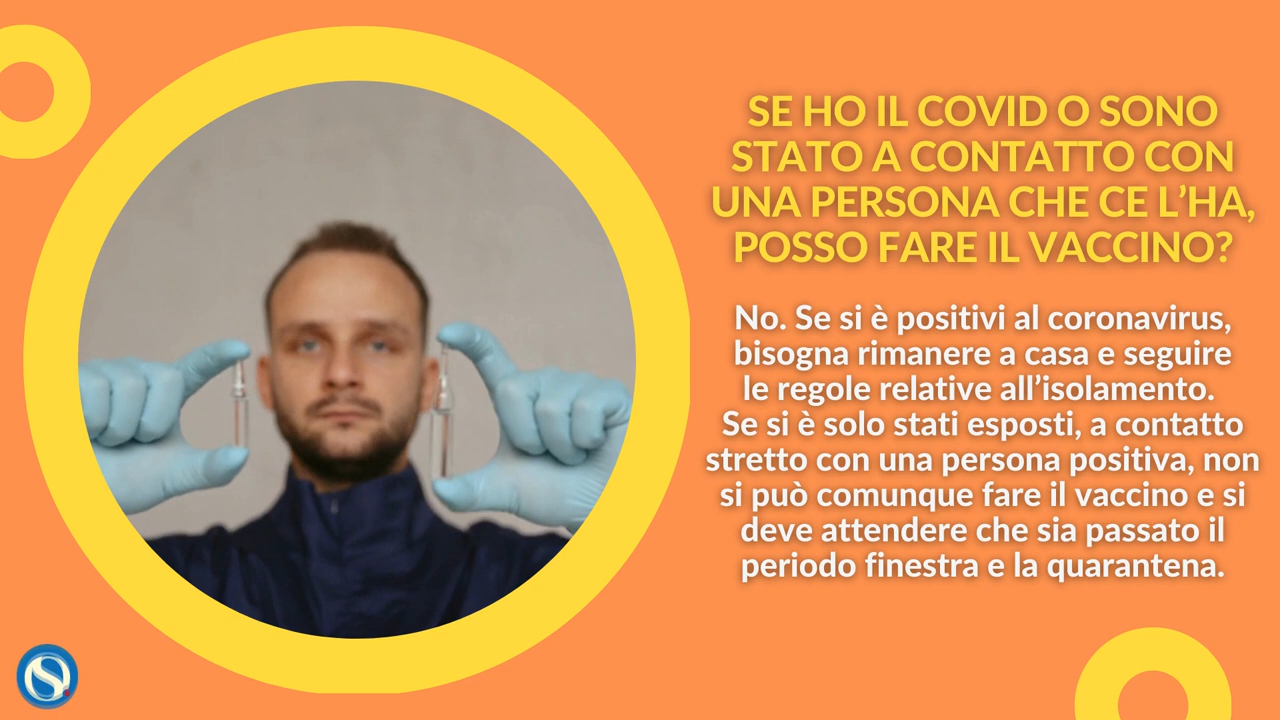 SE HO IL COVID O SONO
STATO A CONTATTO CON
UNA PERSONA CHE CE L’HA,
POSSO FARE IL VACCINO?
No. Se si è positivi al coronavirus,
bisogna rimanere a casa e seguire
le regole relative all’isolamento.
Se si è solo stati esposti, a contatto
stretto con una persona positiva, non
si può comunque fare il vaccino e si
deve attendere che sia passato il
periodo finestra e la quarantena.